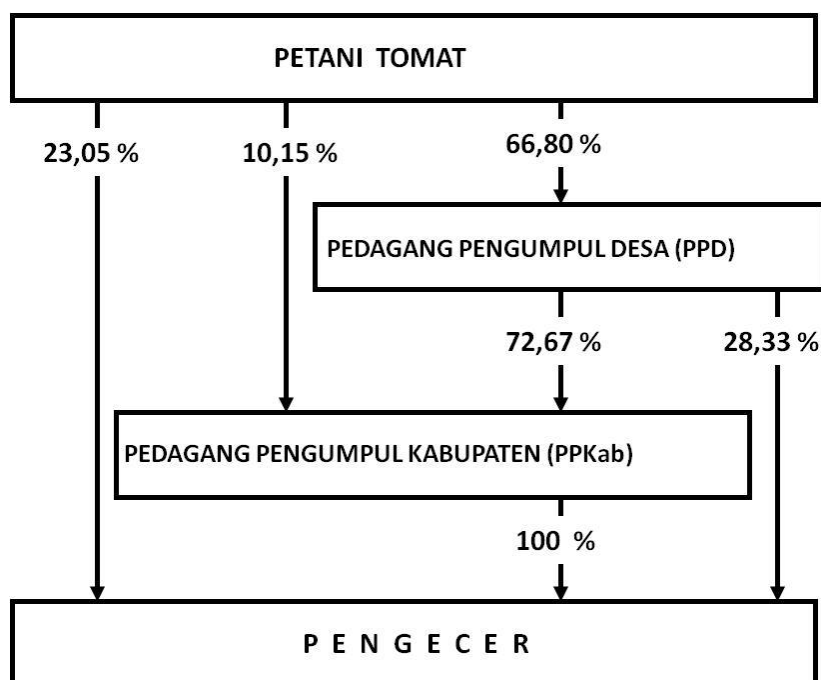 PETANI TOMAT
23,05 %
10,15 %
66,80 %
PEDAGANG PENGUMPUL DESA (PPD)
72,67 %
28,33 %
PEDAGANG PENGUMPUL KABUPATEN (PPKab)
100 %
P E N G E C E R